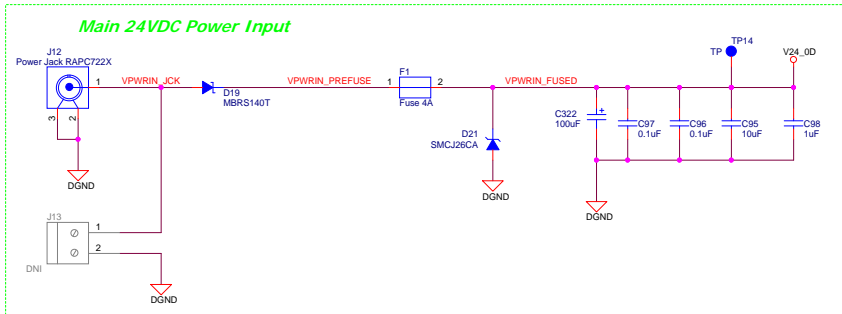 Main 24VDC Power Input
J12
Power Jack RAPC722X
1
3
2
DGND
VPWRIN_JCK
D19
MBRS140T
VPWRIN_PREFUSE
F1
1
2
Fuse 4A
VPWRIN_FUSED
D21
SMCJ26CA
DGND
C322
100uF
+
DGND
C97
0.1uF
C96
0.1uF
TP14
TP
C95
10uF
V24_0D
C98
1uF
J13
1
2
DNI
DGND